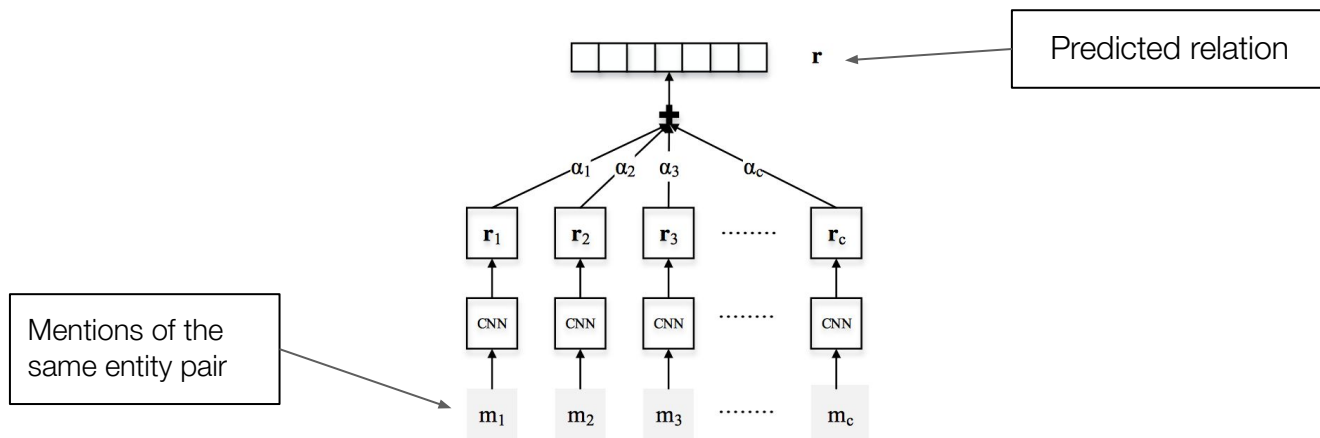 r
Predicted relation
α₁ α₂ α₃ αc
r₁ r₂ r₃ ........ rc
CNN CNN CNN ........ CNN
Mentions of the
same entity pair
m₁ m₂ m₃ ........ mc